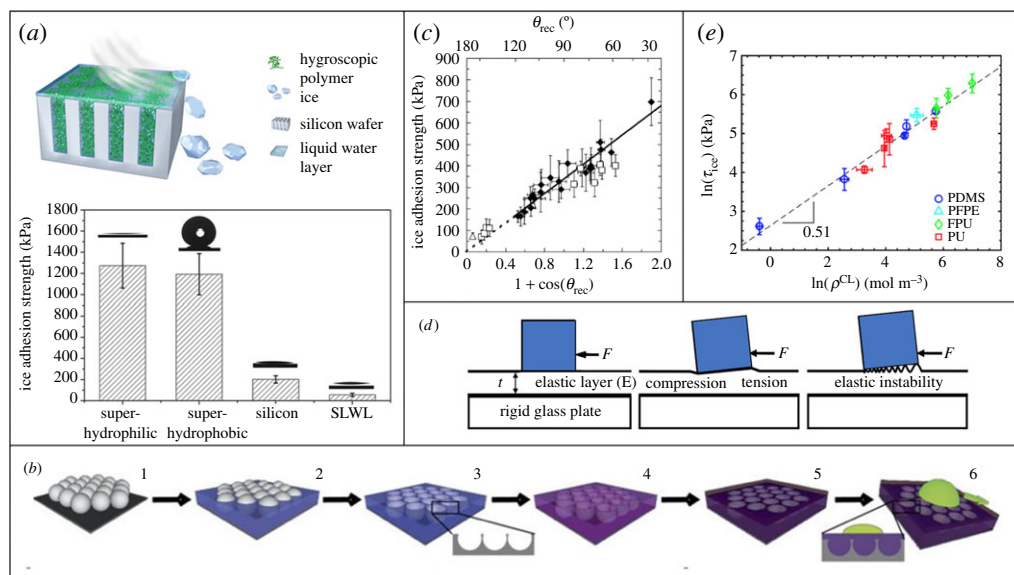 (a)
hygroscopic
polymer
ice
silicon wafer
liquid water
layer
ice adhesion strength (kPa)
1800
1600
1400
1200
1000
800
600
400
200
0
super-
hydrophilic
super-
hydrophobic
silicon
SLWL
(c)
θrec (º)
180 150 120 90 60 30
ice adhesion strength (kPa)
900
800
700
600
500
400
300
200
100
0
0 0.4 0.8 1.2 1.6 2.0
1 + cos(θrec)
(e)
ln(τice) (kPa)
7
6
5
4
3
2
0.51
PDMS
PFPE
FPU
PU
0 2 4 6 8
ln(ρCL) (mol m–3)
(d)
F
t
elastic layer (E)
rigid glass plate
F
compression
tension
F
elastic instability
(b)
1
2
3
4
5
6